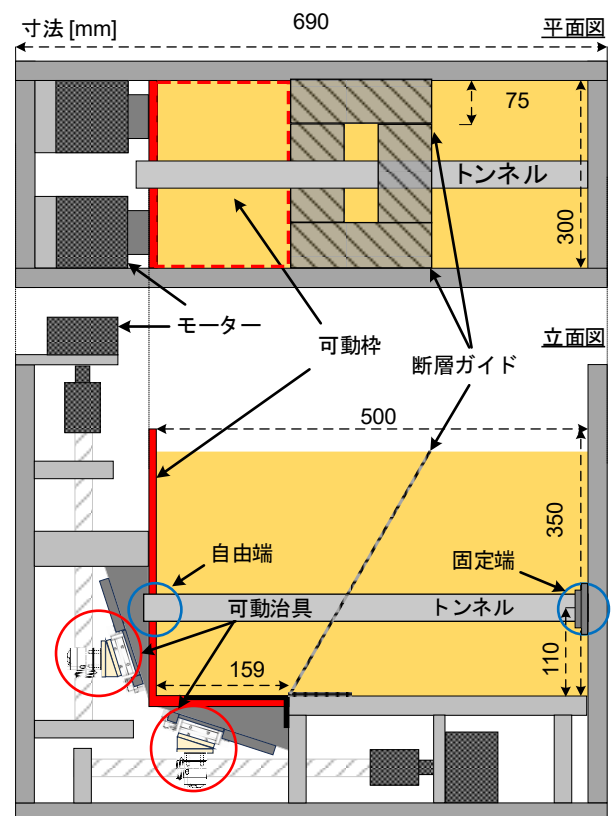 寸法 [mm]
690
平面図
75
トンネル
300
モーター
可動枠
断層ガイド
立面図
500
350
自由端
固定端
可動治具
トンネル
159
110